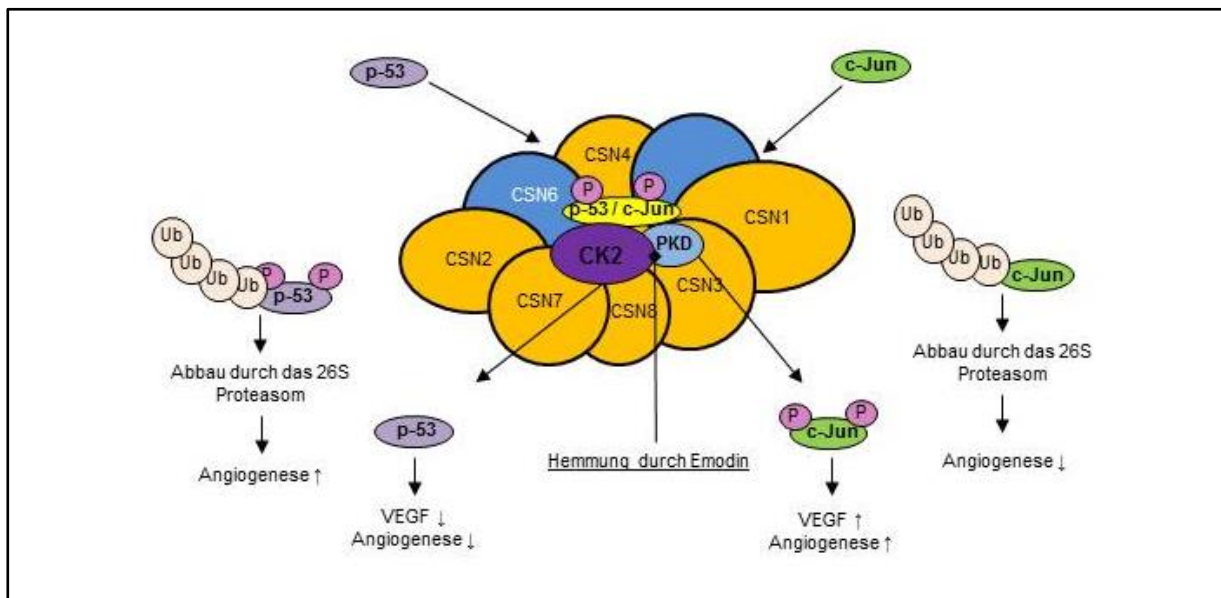 p-53
c-Jun
CSN4
CSN6
P
P
p-53 / c-Jun
CSN1
CK2
PKD
CSN2
CSN7
CSN8
CSN3
Ub
Ub
Ub
Ub
P
P
p-53
Abbau durch das 26S
Proteasom
Angiogenese ↑
p-53
VEGF ↓
Angiogenese ↓
Hemmung durch Emodin
P
P
c-Jun
VEGF ↑
Angiogenese ↑
Ub
Ub
Ub
Ub
c-Jun
Abbau durch das 26S
Proteasom
Angiogenese ↓